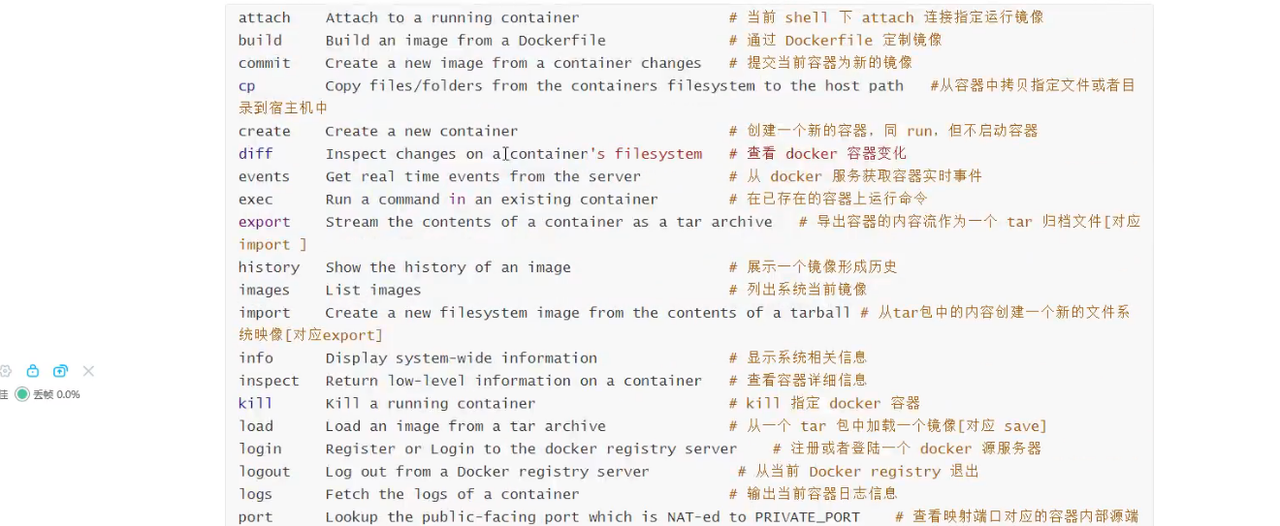 attach    Attach to a running container                 # 当前 shell 下 attach 连接指定运行镜像
build     Build an image from a Dockerfile              # 通过 Dockerfile 定制镜像
commit    Create a new image from a container changes   # 提交当前容器为新的镜像
cp        Copy files/folders from the containers filesystem to the host path   #从容器中拷贝指定文件或者目
录到宿主机中
create    Create a new container                        # 创建一个新的容器，同 run，但不启动容器
diff      Inspect changes on a container's filesystem   # 查看 docker 容器变化
events    Get real time events from the server          # 从 docker 服务获取容器实时事件
exec      Run a command in an existing container        # 在已存在的容器上运行命令
export    Stream the contents of a container as a tar archive   # 导出容器的内容流作为一个 tar 归档文件[对应
import ]
history   Show the history of an image                  # 展示一个镜像形成历史
images    List images                                   # 列出系统当前镜像
import    Create a new filesystem image from the contents of a tarball # 从tar包中的内容创建一个新的文件系
统映像[对应export]
info      Display system-wide information               # 显示系统相关信息
inspect   Return low-level information on a container   # 查看容器详细信息
kill      Kill a running container                      # kill 指定 docker 容器
load      Load an image from a tar archive              # 从一个 tar 包中加载一个镜像[对应 save]
佳 丢帧 0.0%
login     Register or Login to the docker registry server    # 注册或者登陆一个 docker 源服务器
logout    Log out from a Docker registry server          # 从当前 Docker registry 退出
logs      Fetch the logs of a container                 # 输出当前容器日志信息
port      Lookup the public-facing port which is NAT-ed to PRIVATE_PORT    # 查看映射端口对应的容器内部源端